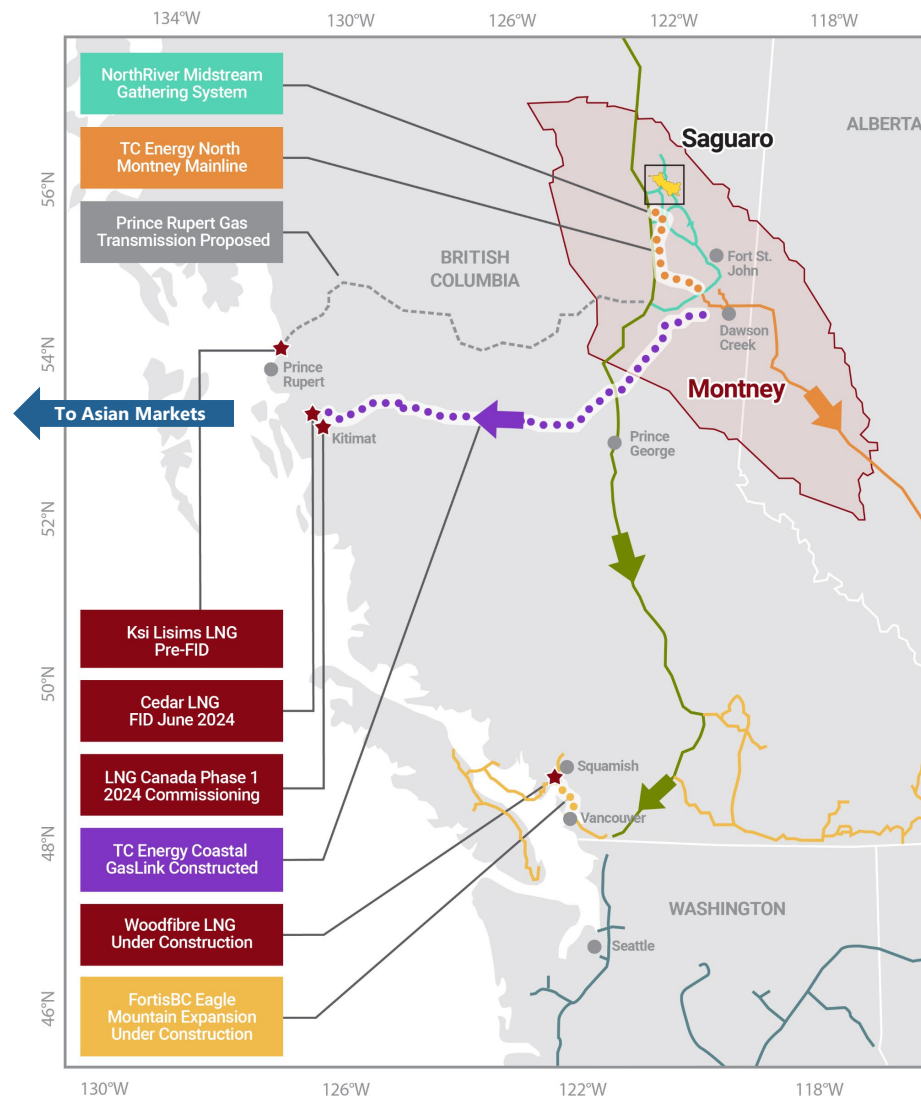 134°W
130°W
126°W
122°W
118°W
NorthRiver Midstream
Gathering System
TC Energy North
Montney Mainline
Prince Rupert Gas
Transmission Proposed
Saguaro
ALBERTA
56°N
BRITISH
COLUMBIA
Fort St.
John
54°N
Dawson
Creek
Prince
Rupert
Montney
To Asian Markets
Kitimat
Prince
George
52°N
Ksi Lisims LNG
Pre-FID
50°N
Cedar LNG
FID June 2024
LNG Canada Phase 1
2024 Commissioning
Squamish
Vancouver
48°N
TC Energy Coastal
GasLink Constructed
Woodfibre LNG
Under Construction
WASHINGTON
Seattle
FortisBC Eagle
Mountain Expansion
Under Construction
46°N
130°W
126°W
122°W
118°W